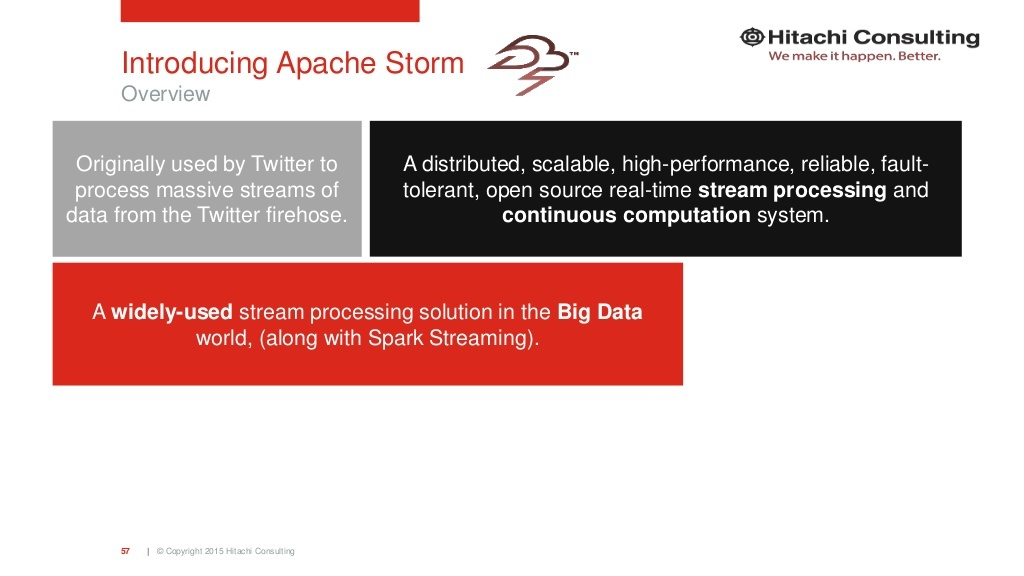 Introducing Apache Storm
Overview
™
Hitachi Consulting
We make it happen. Better.
Originally used by Twitter to
process massive streams of
data from the Twitter firehose.
A distributed, scalable, high-performance, reliable, fault-
tolerant, open source real-time stream processing and
continuous computation system.
A widely-used stream processing solution in the Big Data
world, (along with Spark Streaming).
57 | © Copyright 2015 Hitachi Consulting